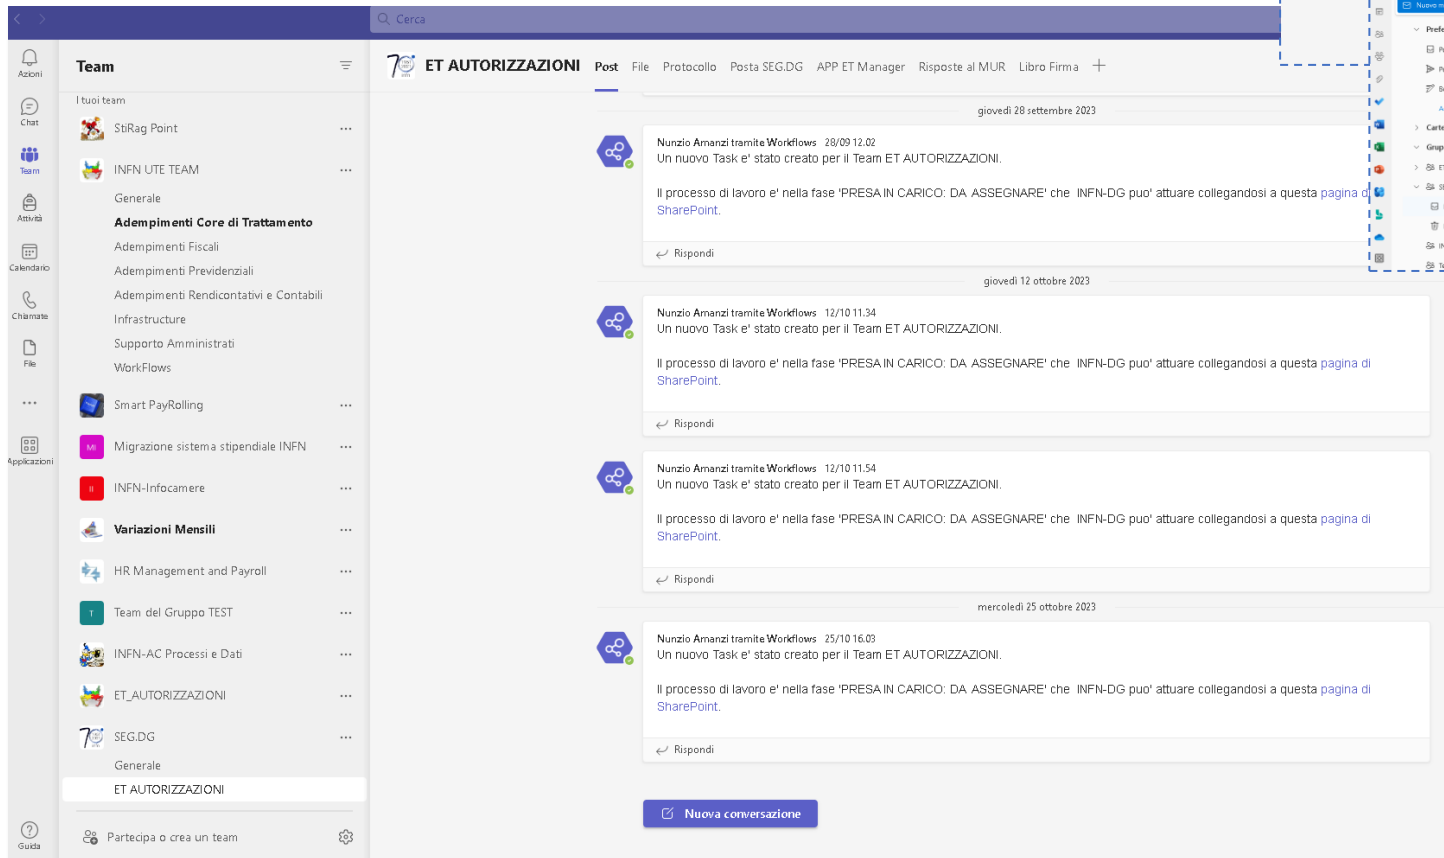 Cerca
Azioni
Chat
Team
Attività
Calendario
Chiamate
File
Applicazioni
Guida
Team
I tuoi team
StiRag Point
INFN UTE TEAM
Generale
Adempimenti Core di Trattamento
Adempimenti Fiscali
Adempimenti Previdenziali
Adempimenti Rendicontativi e Contabili
Infrastructure
Supporto Amministrati
WorkFlows
Smart PayRolling
MI
Migrazione sistema stipendiale INFN
II
INFN-Infocamere
Variazioni Mensili
HR Management and Payroll
T
Team del Gruppo TEST
INFN-AC Processi e Dati
ET_AUTORIZZAZIONI
SEG.DG
Generale
ET AUTORIZZAZIONI
Partecipa o crea un team
ET AUTORIZZAZIONI Post File Protocollo Posta SEG.DG APP ET Manager Risposte al MUR Libro Firma
giovedì 28 settembre 2023
Nunzio Amanzi tramite Workflows 28/09 12.02
Un nuovo Task e' stato creato per il Team ET AUTORIZZAZIONI.
Il processo di lavoro e' nella fase 'PRESA IN CARICO: DA ASSEGNARE' che INFN-DG puo' attuare collegandosi a questa pagina d
SharePoint.
Rispondi
giovedì 12 ottobre 2023
Nunzio Amanzi tramite Workflows 12/10 11.34
Un nuovo Task e' stato creato per il Team ET AUTORIZZAZIONI.
Il processo di lavoro e' nella fase 'PRESA IN CARICO: DA ASSEGNARE' che INFN-DG puo' attuare collegandosi a questa pagina di
SharePoint.
Rispondi
Nunzio Amanzi tramite Workflows 12/10 11.54
Un nuovo Task e' stato creato per il Team ET AUTORIZZAZIONI.
Il processo di lavoro e' nella fase 'PRESA IN CARICO: DA ASSEGNARE' che INFN-DG puo' attuare collegandosi a questa pagina di
SharePoint.
Rispondi
mercoledì 25 ottobre 2023
Nunzio Amanzi tramite Workflows 25/10 16.03
Un nuovo Task e' stato creato per il Team ET AUTORIZZAZIONI.
Il processo di lavoro e' nella fase 'PRESA IN CARICO: DA ASSEGNARE' che INFN-DG puo' attuare collegandosi a questa pagina di
SharePoint.
Rispondi
Nuova conversazione
Nuovo m
Prefe
Carte
Grup